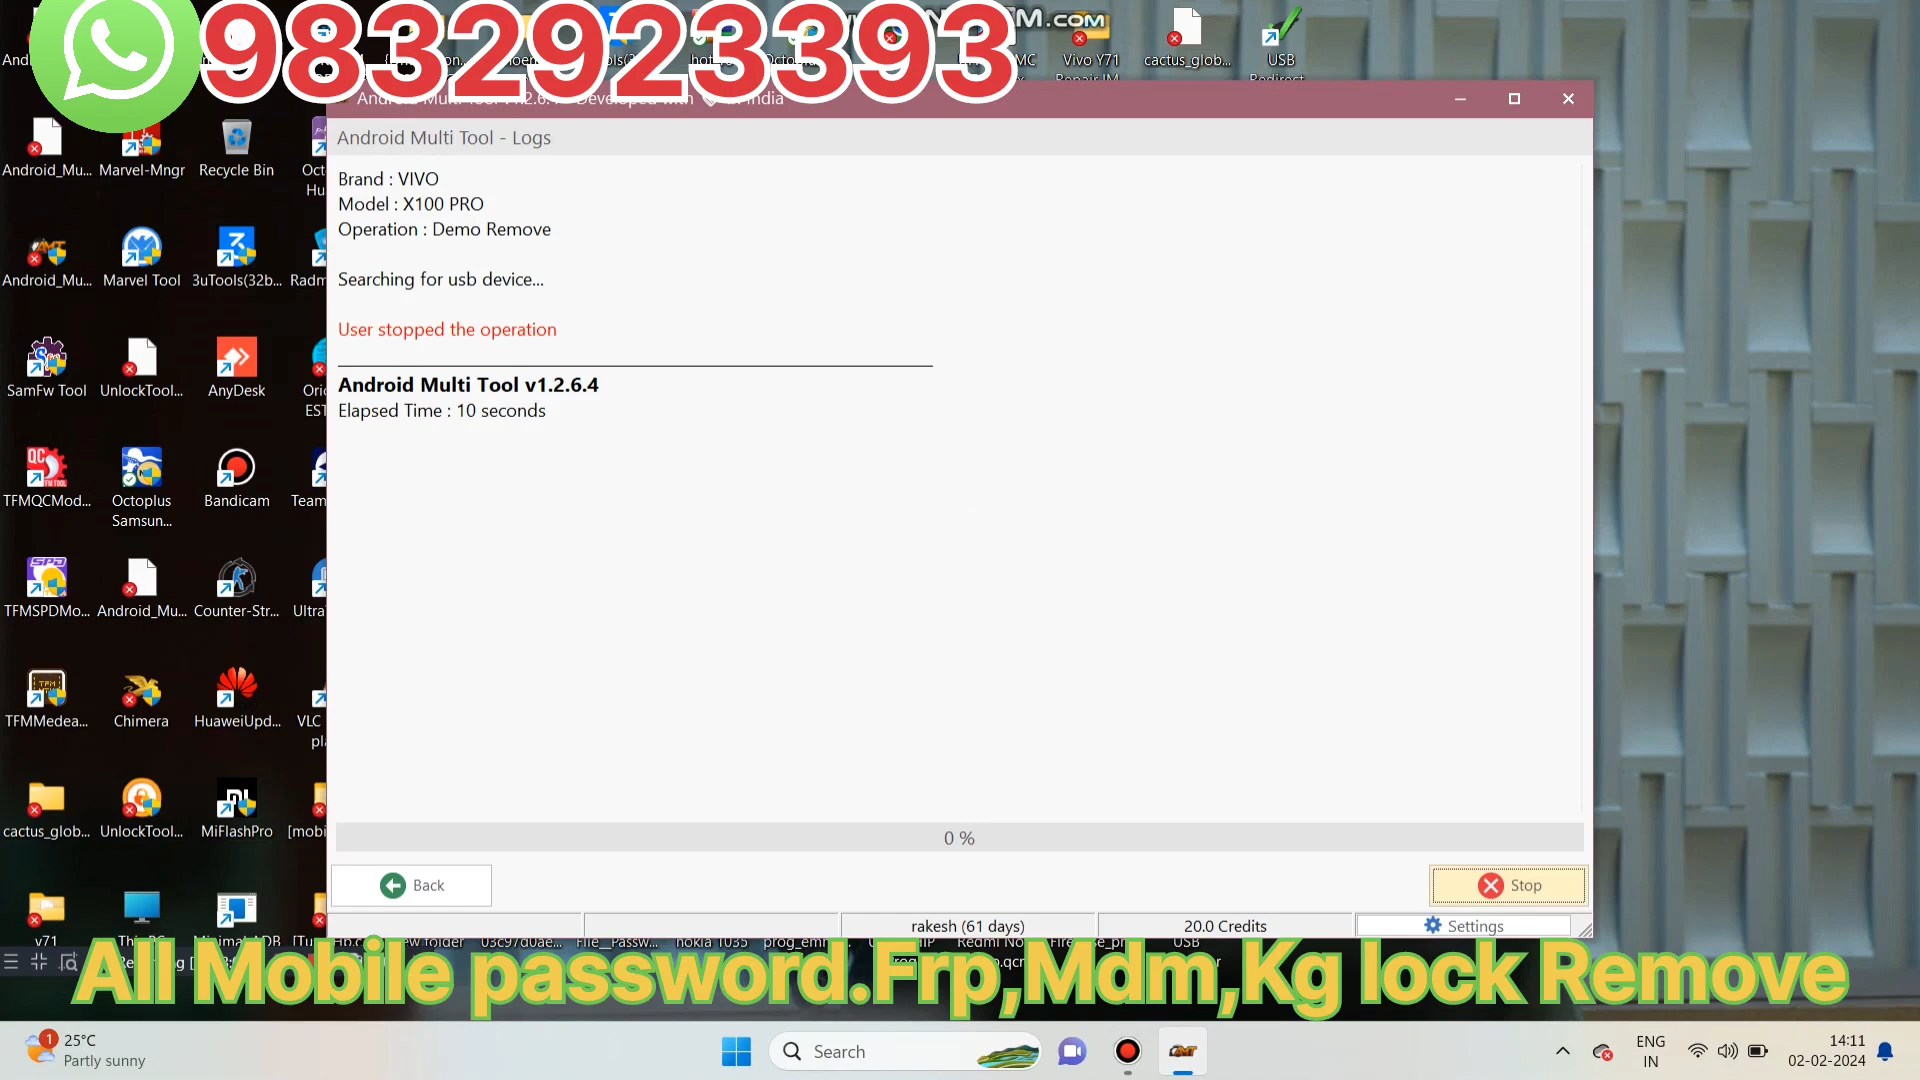 9832923393
M.com
Vivo Y71
cactus_glob...
USB
Redirect
Android Multi Tool - Logs
Brand : VIVO
Model : X100 PRO
Operation : Demo Remove
Searching for usb device...
User stopped the operation
Android Multi Tool v1.2.6.4
Elapsed Time : 10 seconds
0 %
Back
Stop
rakesh (61 days)
20.0 Credits
Settings
Android_Mu...
Marvel-Mngr
Recycle Bin
Android_Mu...
Marvel Tool
3uTools(32b...
SamFw Tool
UnlockTool...
AnyDesk
TFMQCMod...
Octoplus
Samsun...
Bandicam
TFMSPDMo...
Android_Mu...
Counter-Str...
TFMMedea...
Chimera
HuaweiUpd...
VLC
cactus_glob...
UnlockTool...
MiFlashPro
All Mobile password.Frp,Mdm,Kg lock Remove
25°C
Partly sunny
Search
ENG
IN
14:11
02-02-2024